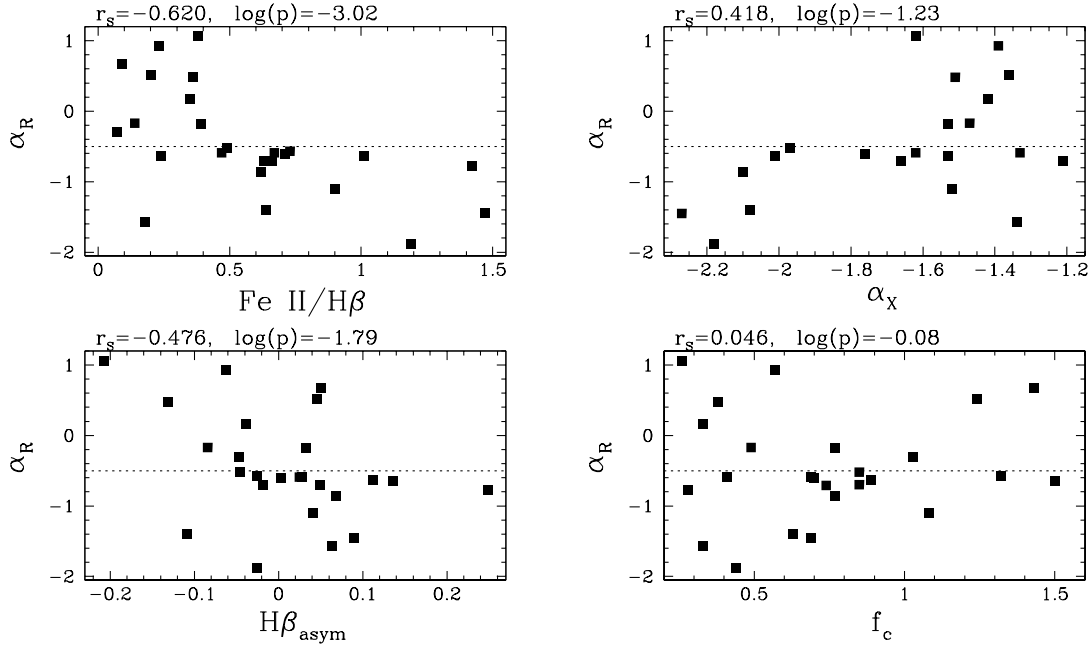 r_s=−0.620, log(p)=−3.02
1
0
−1
−2
α_R
0
0.5
1
1.5
Fe II/Hβ
r_s=0.418, log(p)=−1.23
1
0
−1
−2
α_R
−2.2
−2
−1.8
−1.6
−1.4
−1.2
α_X
r_s=−0.476, log(p)=−1.79
1
0
−1
−2
α_R
−0.2
−0.1
0
0.1
0.2
Hβ_asym
r_s=0.046, log(p)=−0.08
1
0
−1
−2
α_R
0.5
1
1.5
f_c